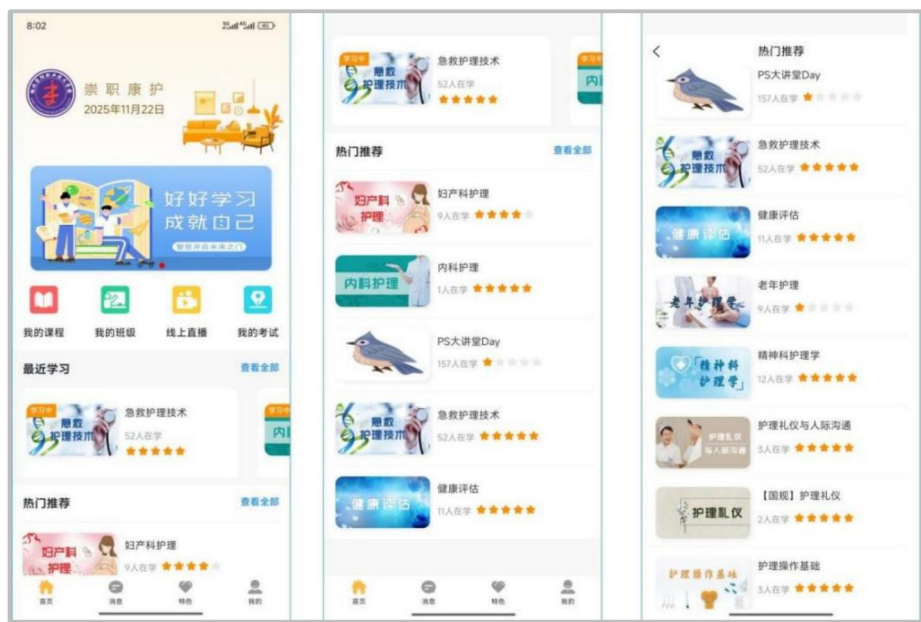 8:02
崇职康护
2025年11月22日
好好学习
成就自己
我的课程
我的班级
线上直播
我的考试
最近学习
查看全部
学习中
急救
护理技术
急救护理技术
52人在学
学习中
内
热门推荐
查看全部
妇产科
护理
妇产科护理
9人在学
首页
消息
特色
我的
学习中
急救
护理技术
急救护理技术
52人在学
学习中
内
热门推荐
查看全部
妇产科
护理
妇产科护理
9人在学
内科护理
内科护理
1人在学
PS大讲堂Day
157人在学
急救
护理技术
急救护理技术
52人在学
健康评估
健康评估
11人在学
首页
消息
特色
我的
热门推荐
PS大讲堂Day
157人在学
急救
护理技术
急救护理技术
52人在学
健康评估
健康评估
11人在学
老年护理学
老年护理
9人在学
精神科
护理学
精神科护理学
12人在学
护理礼仪
与人际沟通
护理礼仪与人际沟通
3人在学
护理礼仪
【国规】护理礼仪
2人在学
护理操作基础
护理操作基础
3人在学